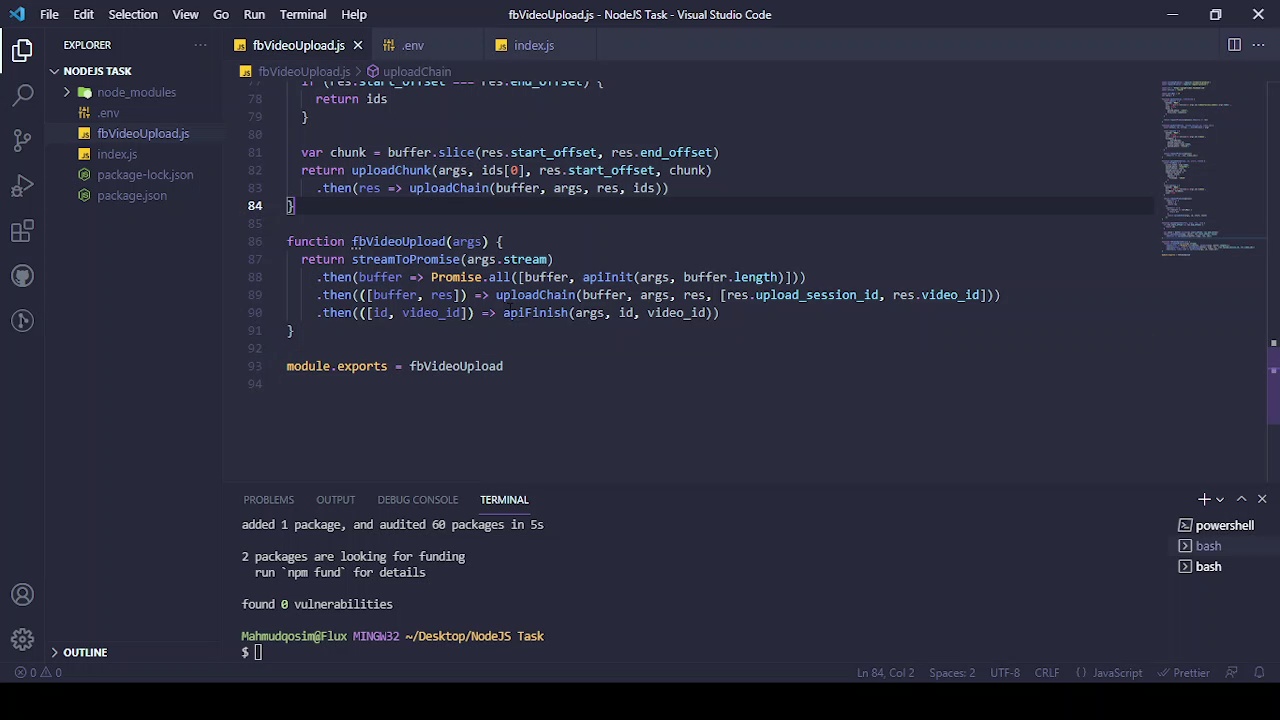 File Edit Selection View Go Run Terminal Help
fbVideoUpload.js - NodeJS Task - Visual Studio Code
EXPLORER
NODEJS TASK
node_modules
.env
fbVideoUpload.js
index.js
package-lock.json
package.json
OUTLINE
fbVideoUpload.js .env index.js
fbVideoUpload.js > uploadChain
77 if (res.start_offset === res.end_offset) {
78 return ids
79 }
80
81 var chunk = buffer.slice(res.start_offset, res.end_offset)
82 return uploadChunk(args, ids[0], res.start_offset, chunk)
83 .then(res => uploadChain(buffer, args, res, ids))
84 }
85
86 function fbVideoUpload(args) {
87 return streamToPromise(args.stream)
88 .then(buffer => Promise.all([buffer, apiInit(args, buffer.length)]))
89 .then(([buffer, res]) => uploadChain(buffer, args, res, [res.upload_session_id, res.video_id]))
90 .then(([id, video_id]) => apiFinish(args, id, video_id))
91 }
92
93 module.exports = fbVideoUpload
94
PROBLEMS OUTPUT DEBUG CONSOLE TERMINAL
added 1 package, and audited 60 packages in 5s
2 packages are looking for funding
run `npm fund` for details
found 0 vulnerabilities
Mahmudqosim@Flux MINGW32 ~/Desktop/NodeJS Task
$
powershell
bash
bash
0 0
Ln 84, Col 2 Spaces: 2 UTF-8 CRLF {} JavaScript Prettier